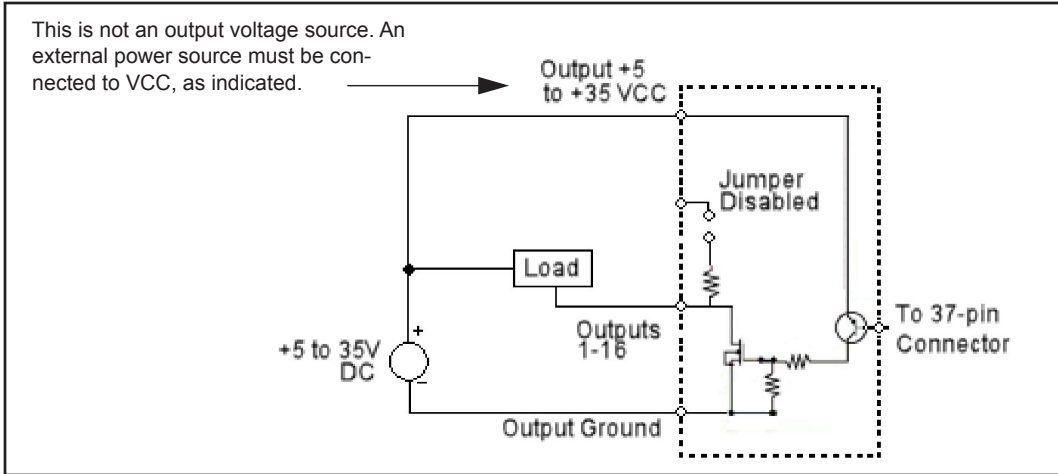 This is not an output voltage source. An
external power source must be con-
nected to VCC, as indicated.
Output +5
to +35 VCC
Jumper
Disabled
Load
Outputs
1-16
To 37-pin
Connector
+
+5 to 35V
DC
−
Output Ground